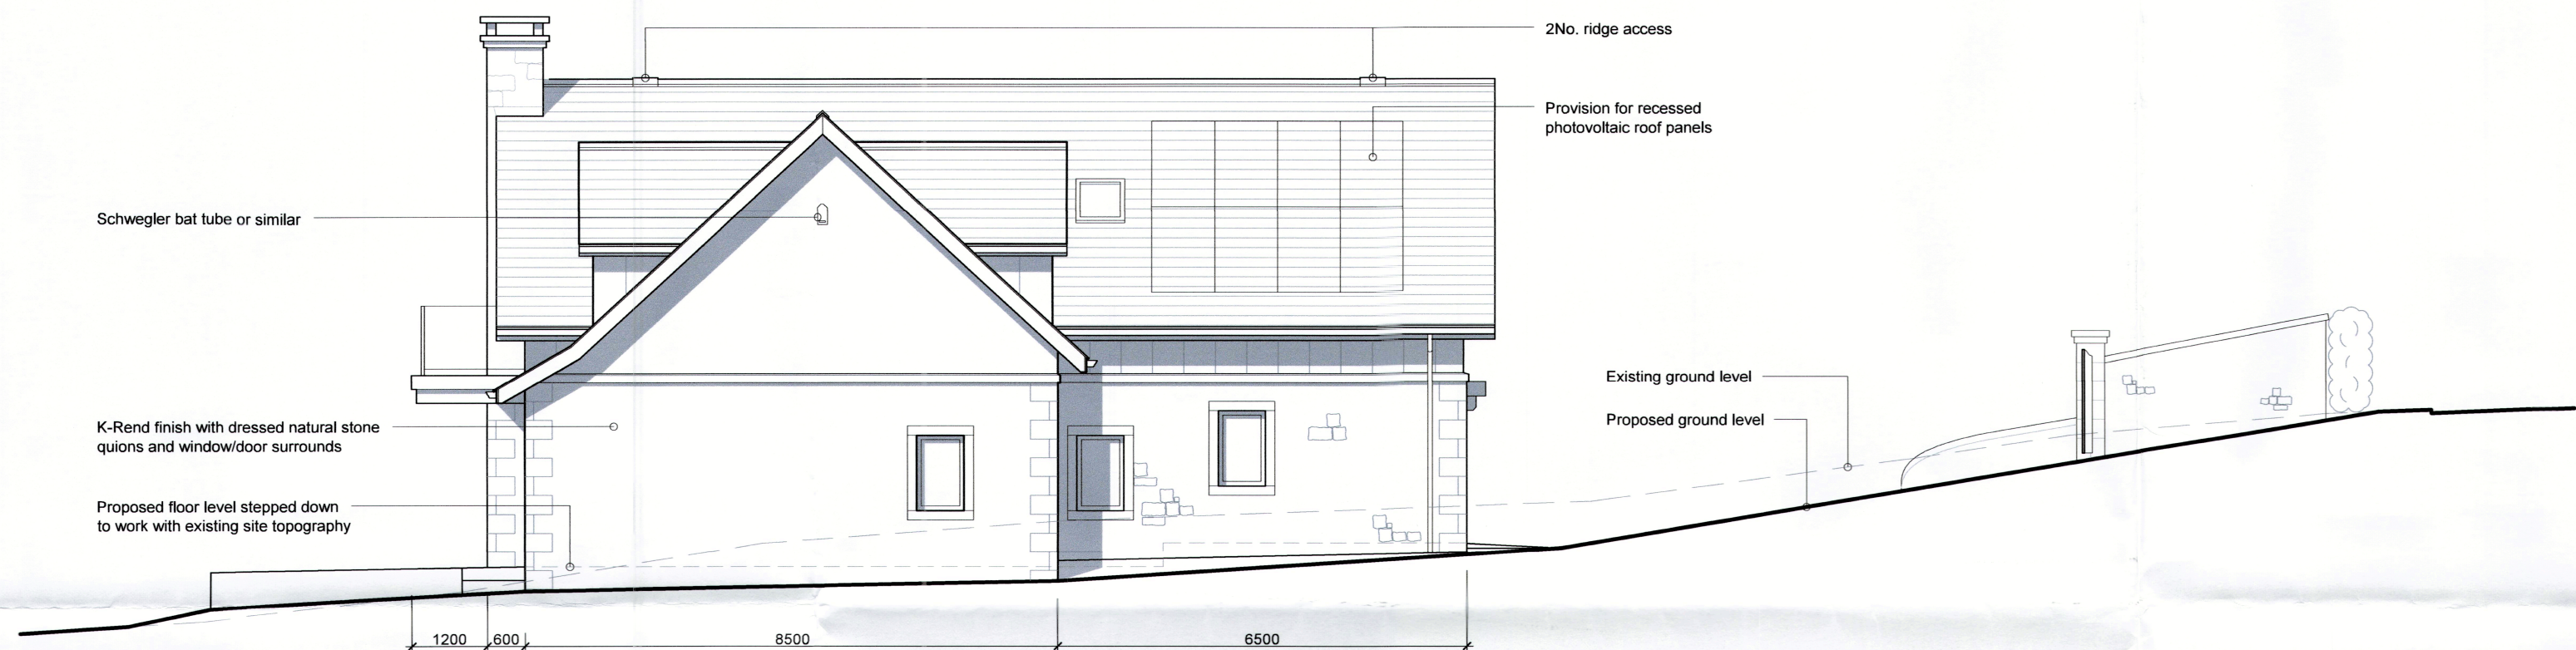 2No. ridge access
Provision for recessed
photovoltaic roof panels
Schwegler bat tube or similar
Existing ground level
Proposed ground level
K-Rend finish with dressed natural stone
quions and window/door surrounds
Proposed floor level stepped down
to work with existing site topography
1200 600 8500 6500